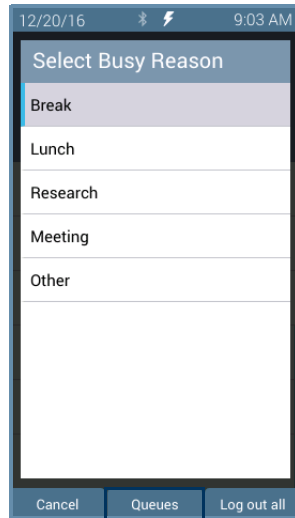 12/20/16 9:03 AM
Select Busy Reason
Break
Lunch
Research
Meeting
Other
Cancel Queues Log out all